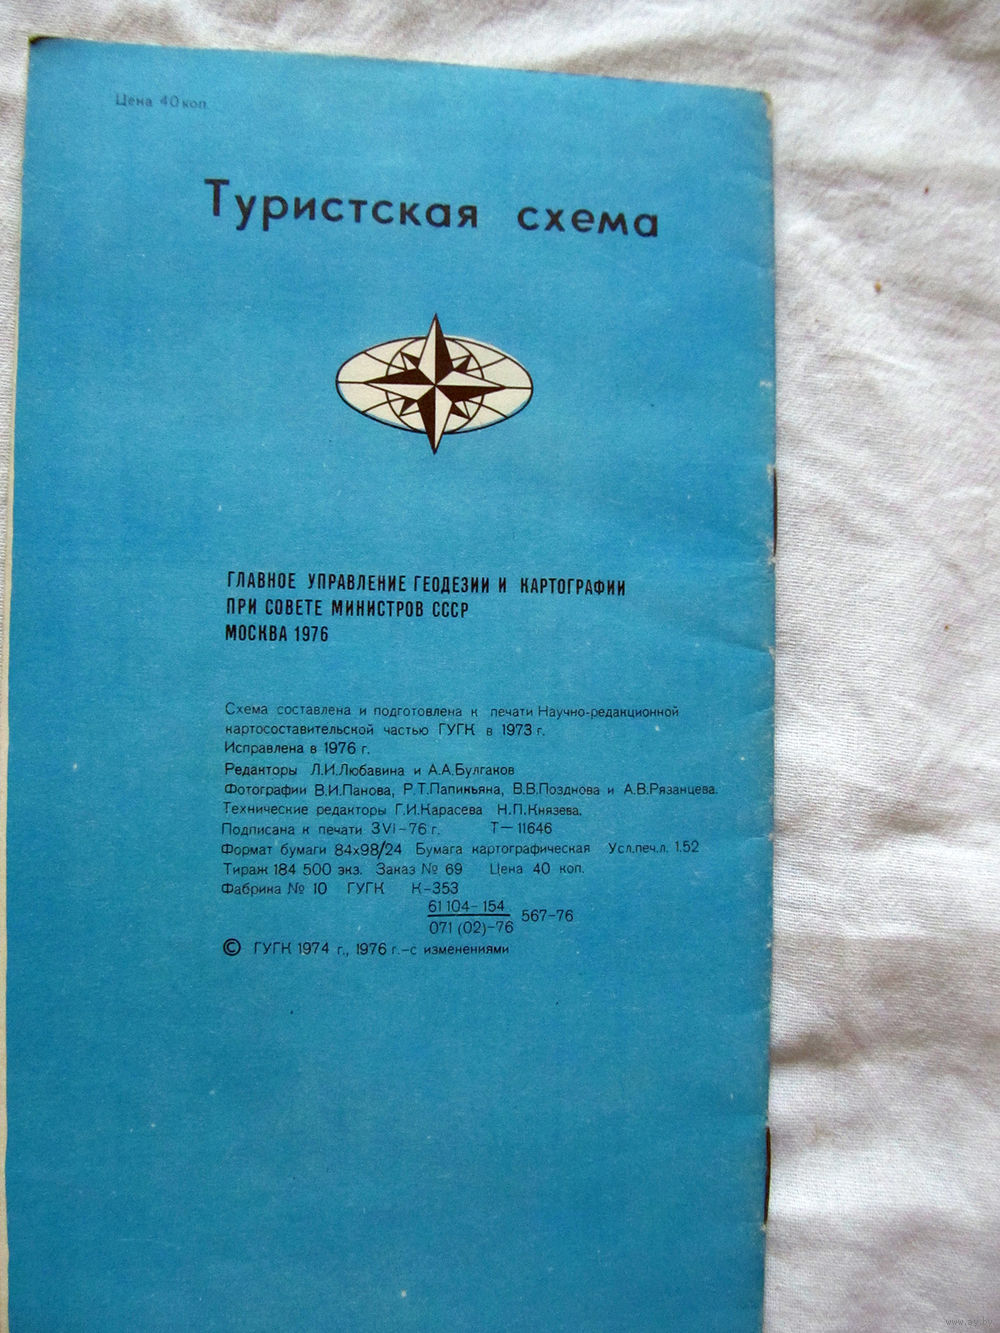 Цена 40 коп.
Туристская схема
ГЛАВНОЕ УПРАВЛЕНИЕ ГЕОДЕЗИИ И КАРТОГРАФИИ
ПРИ СОВЕТЕ МИНИСТРОВ СССР
МОСКВА 1976
Схема составлена и подготовлена к печати Научно-редакционной
картосоставительской частью ГУГК в 1973 г.
Исправлена в 1976 г.
Редакторы Л.И.Любавина и А.А.Булгаков
Фотографии В.И.Панова, Р.Т.Папикьяна, В.В.Позднова и А.В.Рязанцева.
Технические редакторы Г.И.Карасева Н.П.Князева.
Подписана к печати 3VI-76 г. Т-11646
Формат бумаги 84х98/24 Бумага картографическая Усл.печ.л. 1.52
Тираж 184 500 экз. Заказ № 69 Цена 40 коп.
Фабрика № 10 ГУГК К-353
61104-154
567-76
071 (02)-76
© ГУГК 1974 г., 1976 г.-с изменениями
www.ay.by